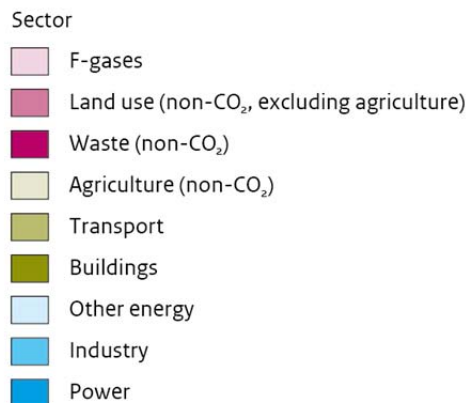 Sector
F-gases
Land use (non-CO₂, excluding agriculture)
Waste (non-CO₂)
Agriculture (non-CO₂)
Transport
Buildings
Other energy
Industry
Power